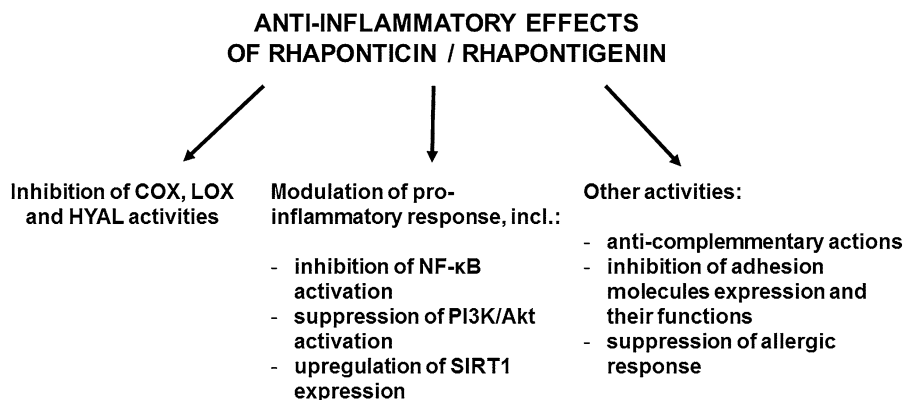 ANTI-INFLAMMATORY EFFECTS
OF RHAPONTICIN / RHAPONTIGENIN
Inhibition of COX, LOX
and HYAL activities
Modulation of pro-
inflammatory response, incl.:
- inhibition of NF-κB
activation
- suppression of PI3K/Akt
activation
- upregulation of SIRT1
expression
Other activities:
- anti-complemmentary actions
- inhibition of adhesion
molecules expression and
their functions
- suppression of allergic
response